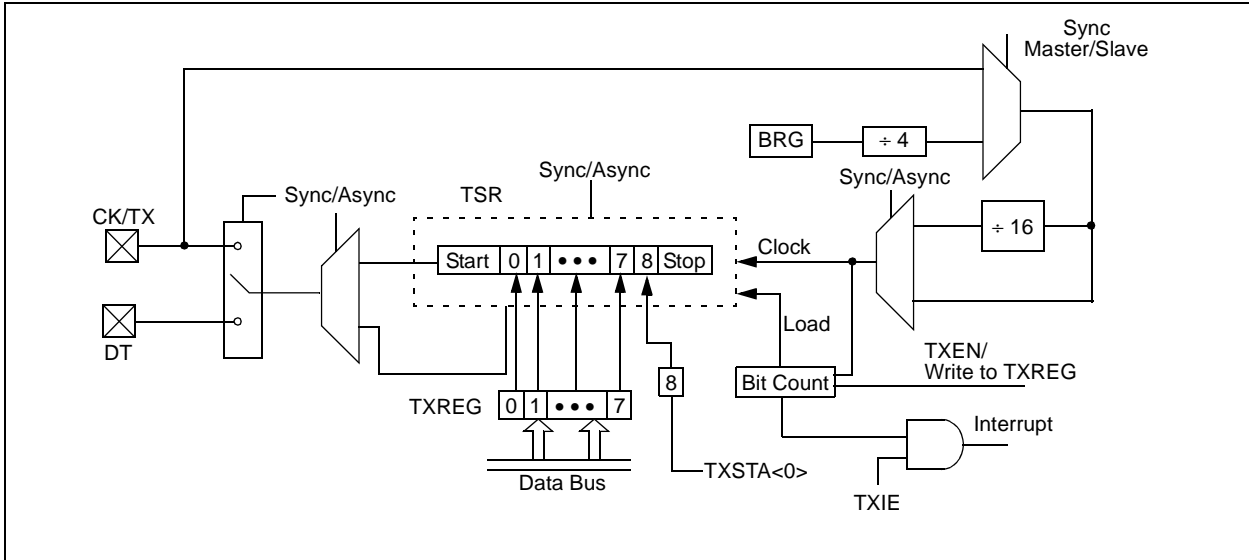 Sync
Master/Slave
BRG
÷ 4
Sync/Async
Sync/Async
TSR
Sync/Async
CK/TX
÷ 16
Start 0 1 • • • 7 8 Stop
Clock
Load
DT
TXEN/
Write to TXREG
Bit Count
8
TXREG 0 1 • • • 7
Interrupt
TXSTA<0>
Data Bus
TXIE